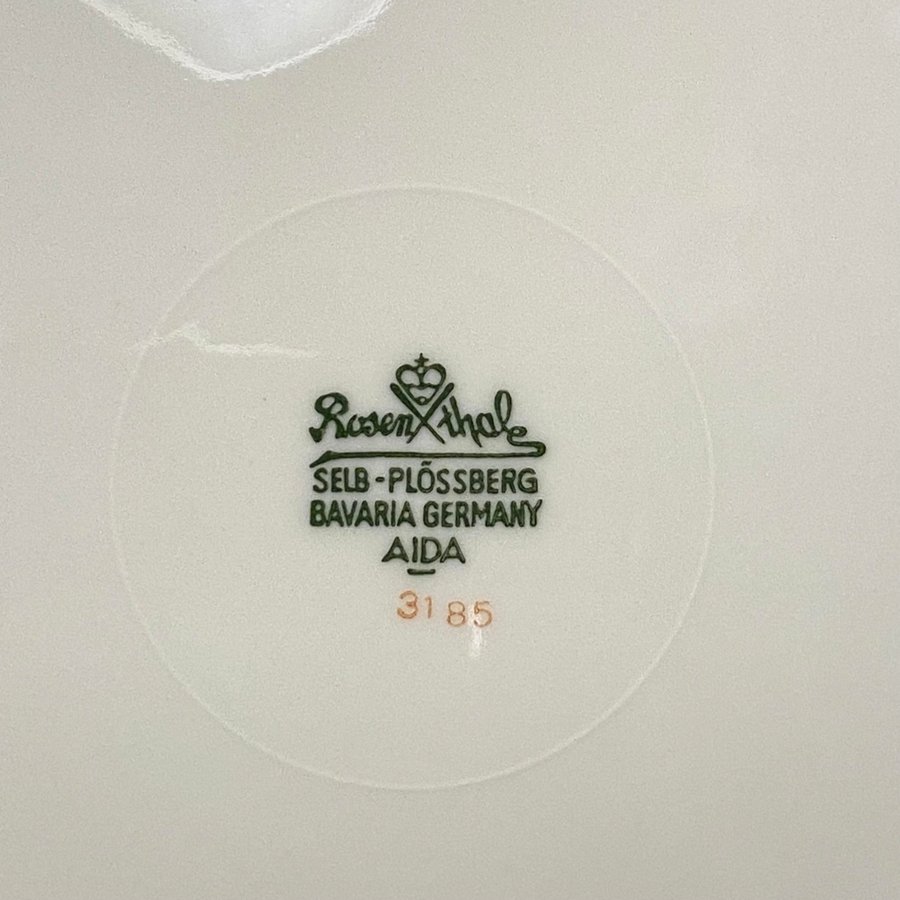 Rosenthal
SELB-PLÖSSBERG
BAVARIA GERMANY
AIDA
3185